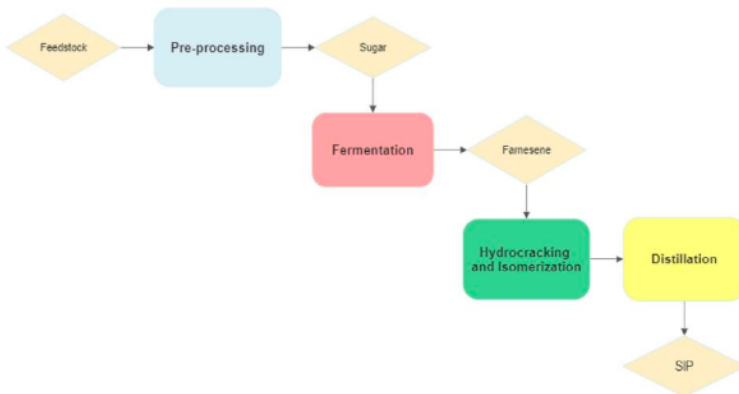 Feedstock
Pre-processing
Sugar
Fermentation
Farnesene
Hydrocracking
and Isomerization
Distillation
SIP